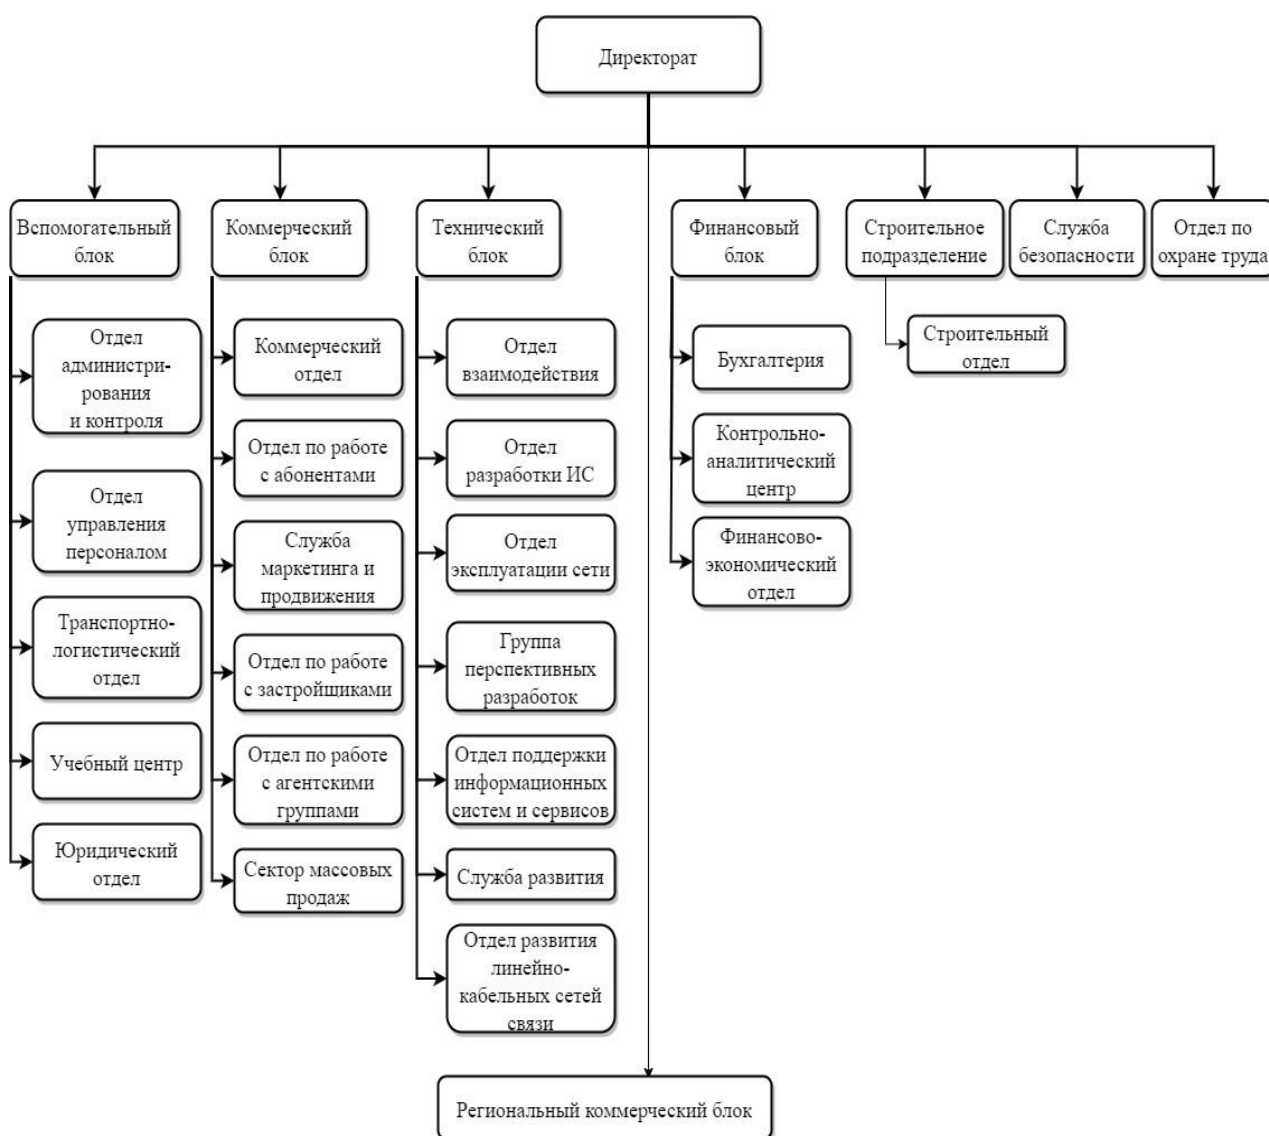 Директорат
Вспомогательный
блок
Коммерческий
блок
Технический
блок
Финансовый
блок
Строительное
подразделение
Служба
безопасности
Отдел по
охране труда
Отдел
администри-
рования
и контроля
Отдел
управления
персоналом
Транспортно-
логистический
отдел
Учебный центр
Юридический
отдел
Коммерческий
отдел
Отдел по работе
с абонентами
Служба
маркетинга и
продвижения
Отдел по работе
с застройщиками
Отдел по работе
с агентскими
группами
Сектор массовых
продаж
Отдел
взаимодействия
Отдел
разработки ИС
Отдел
эксплуатации сети
Группа
перспективных
разработок
Отдел поддержки
информационных
систем и сервисов
Служба развития
Отдел развития
линейно-
кабельных сетей
связи
Бухгалтерия
Контрольно-
аналитический
центр
Финансово-
экономический
отдел
Строительный
отдел
Региональный коммерческий блок